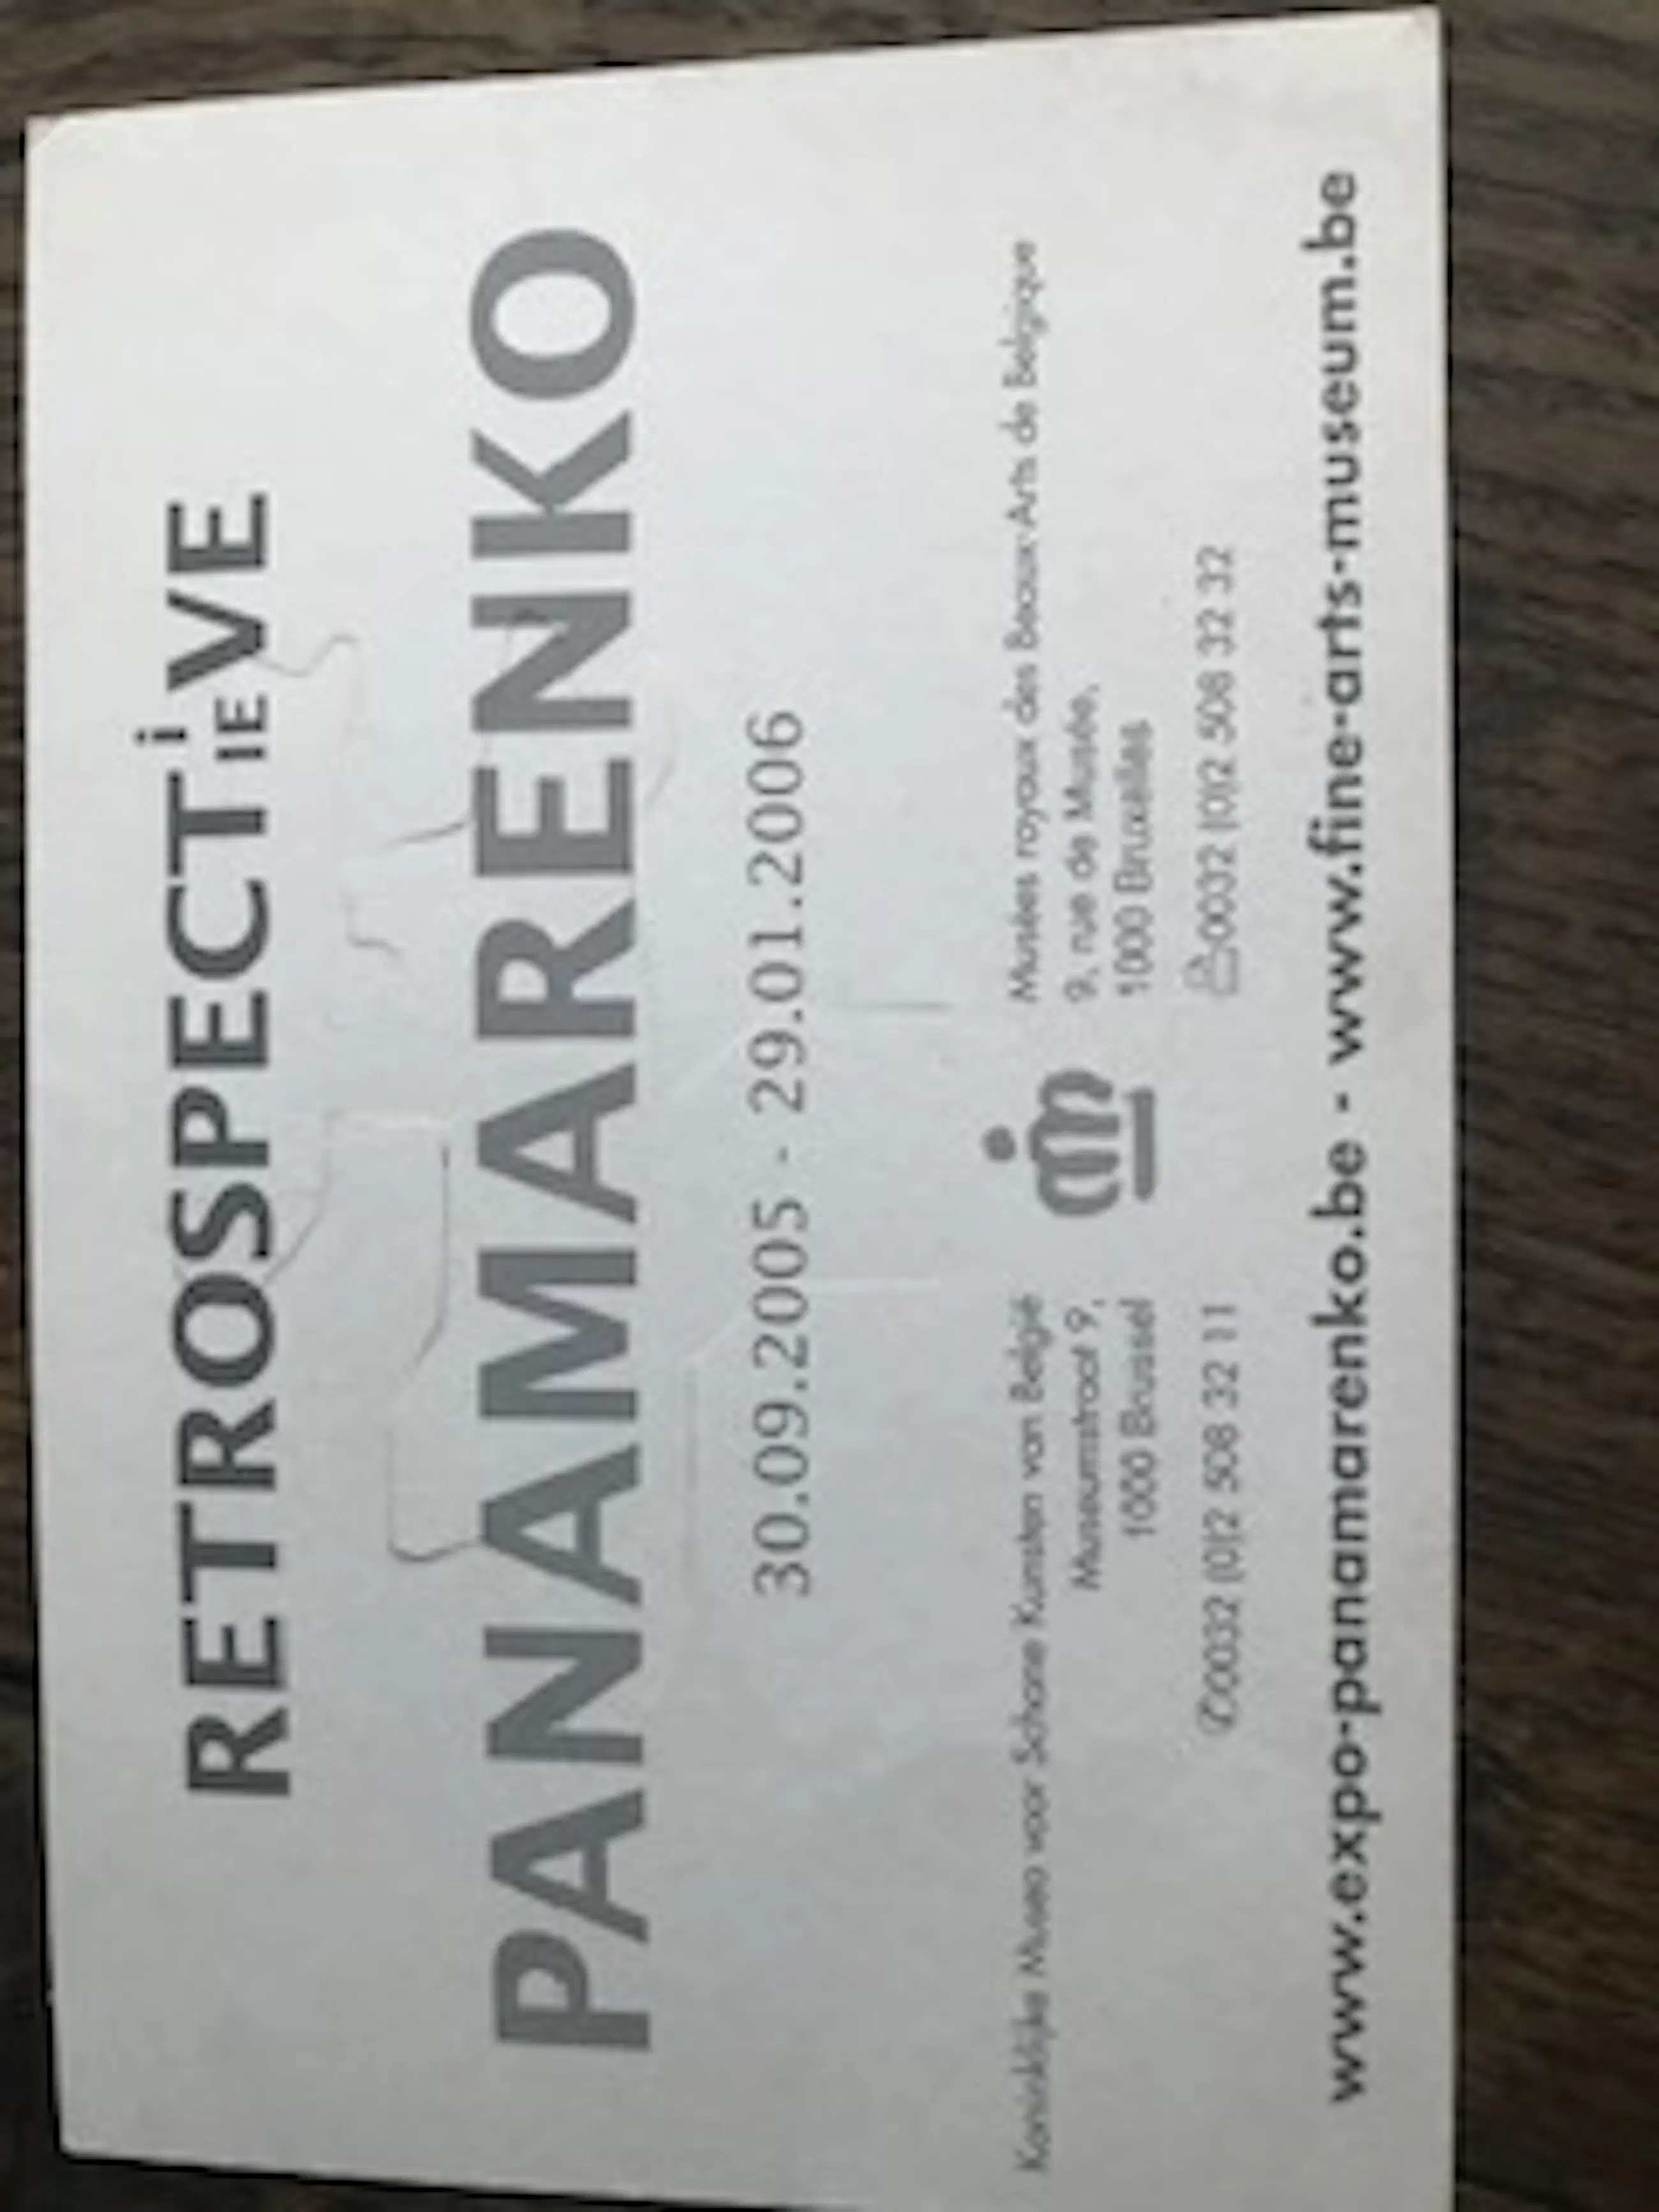 RETROSPECTiIEVE
PANAMARENKO
30.09.2005 - 29.01.2006
Koninklijke Musea voor Schone Kunsten van België
Museumstraat 9,
1000 Brussel
✆0032 (0)2 508 32 11
Musées royaux des Beaux-Arts de Belgique
9, rue de Musée,
1000 Bruxelles
0032 (0)2 508 32 32
www.expo-panamarenko.be - www.fine-arts-museum.be